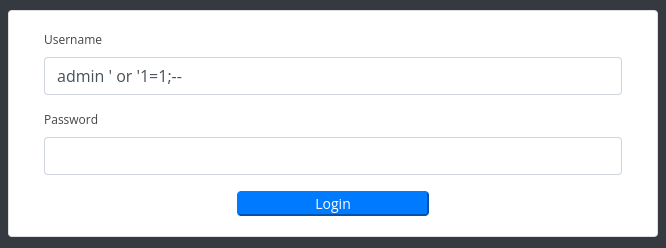 Username
admin ' or '1=1;--
Password
Login